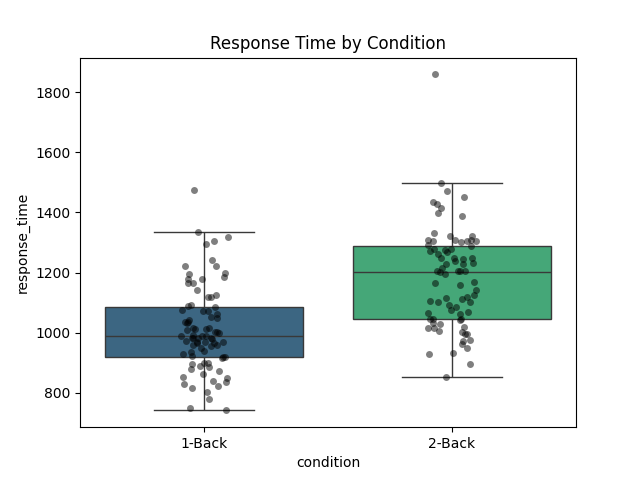 Response Time by Condition
1800
1600
1400
1200
1000
800
response_time
1-Back
2-Back
condition